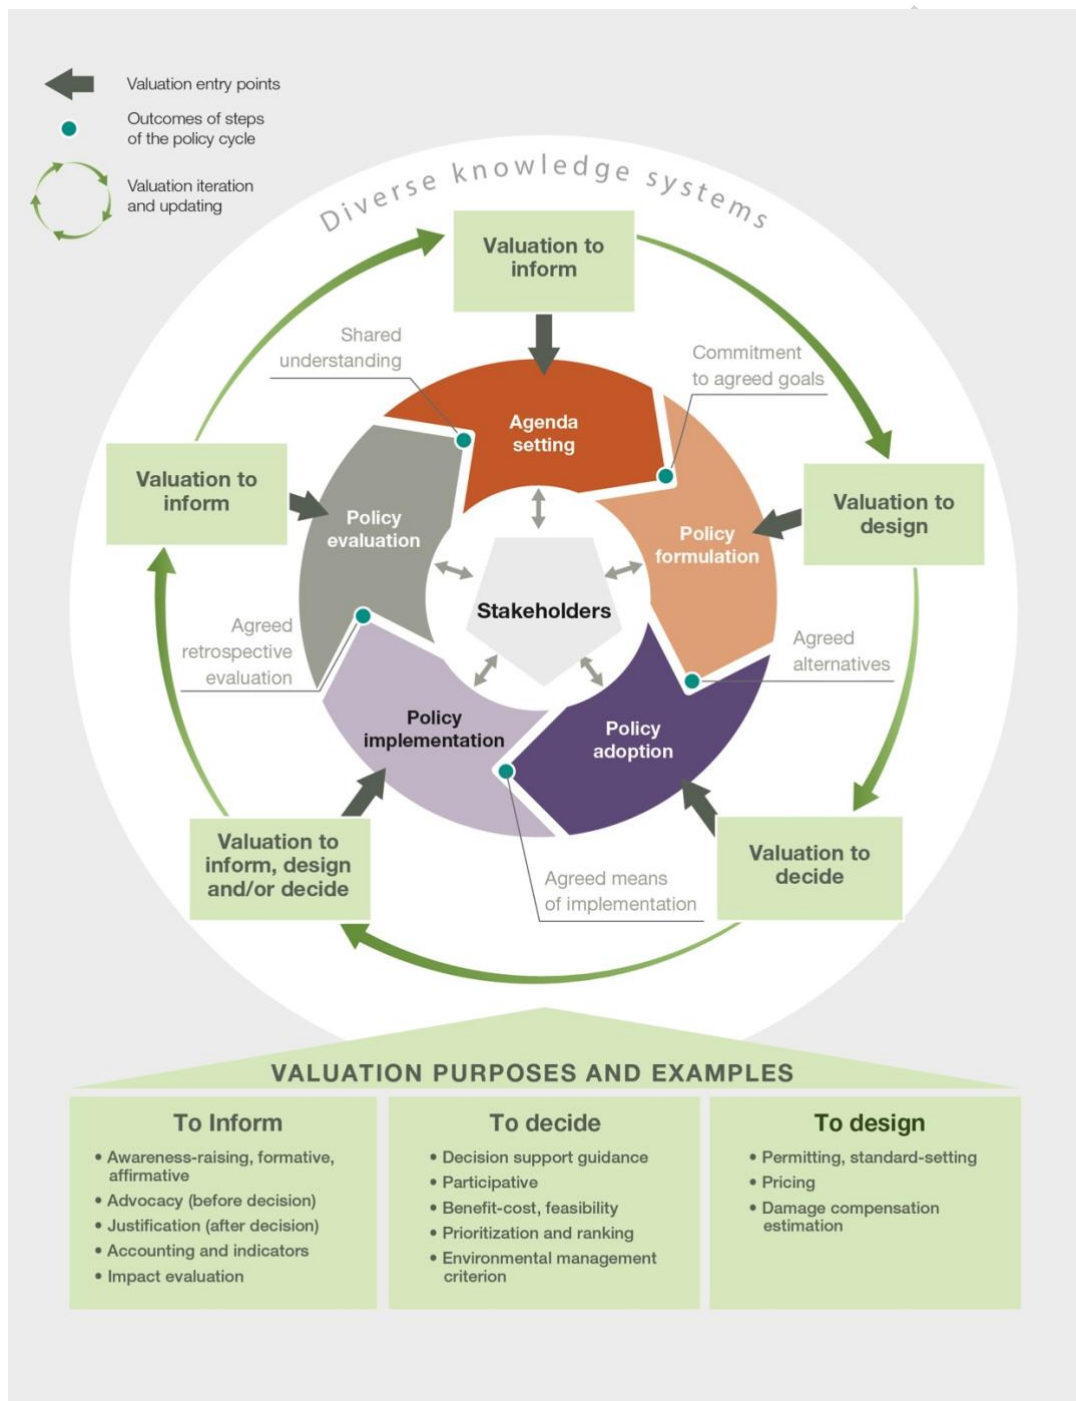 Valuation entry points
Outcomes of steps
of the policy cycle
Valuation iteration
and updating
Diverse knowledge systems
Valuation to
inform
Shared
understanding
Commitment
to agreed goals
Agenda
setting
Valuation to
inform
Valuation to
design
Policy
evaluation
Policy
formulation
Stakeholders
Agreed
retrospective
evaluation
Agreed
alternatives
Policy
implementation
Policy
adoption
Valuation to
inform, design
and/or decide
Valuation to
decide
Agreed means
of implementation
VALUATION PURPOSES AND EXAMPLES
To Inform
• Awareness-raising, formative,
affirmative
• Advocacy (before decision)
• Justification (after decision)
• Accounting and indicators
• Impact evaluation
To decide
• Decision support guidance
• Participative
• Benefit-cost, feasibility
• Prioritization and ranking
• Environmental management
criterion
To design
• Permitting, standard-setting
• Pricing
• Damage compensation
estimation